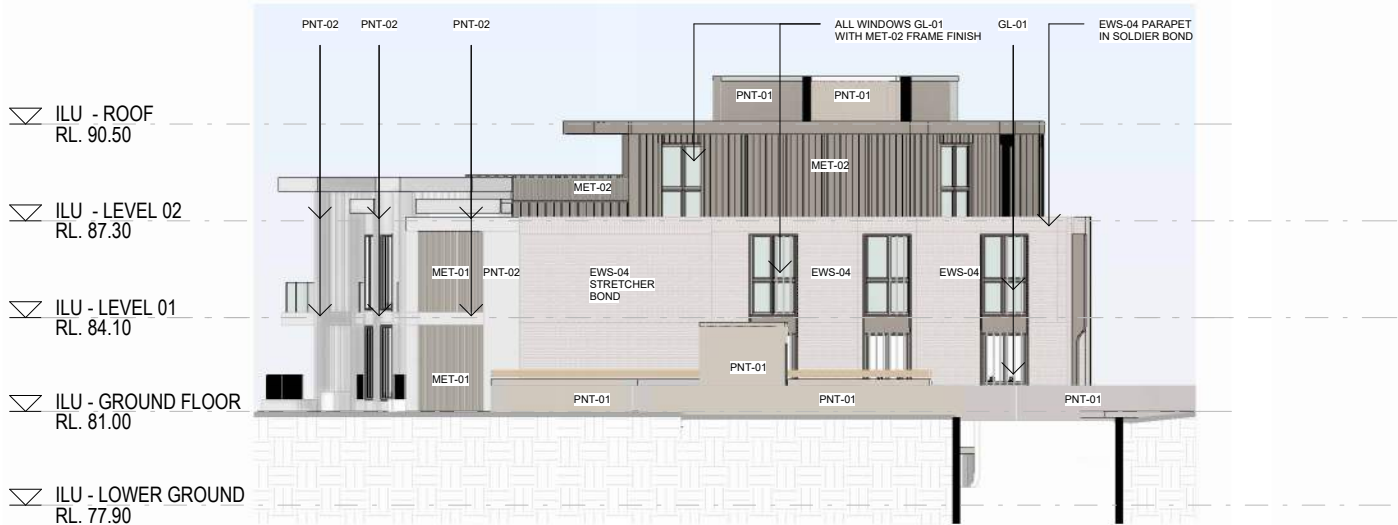 PNT-02
PNT-02
PNT-02
ALL WINDOWS GL-01
WITH MET-02 FRAME FINISH
GL-01
EWS-04 PARAPET
IN SOLDIER BOND
PNT-01
PNT-01
ILU - ROOF
RL. 90.50
MET-02
MET-02
ILU - LEVEL 02
RL. 87.30
MET-01
PNT-02
EWS-04
STRETCHER
BOND
EWS-04
EWS-04
ILU - LEVEL 01
RL. 84.10
PNT-01
MET-01
ILU - GROUND FLOOR
RL. 81.00
PNT-01
PNT-01
PNT-01
ILU - LOWER GROUND
RL. 77.90